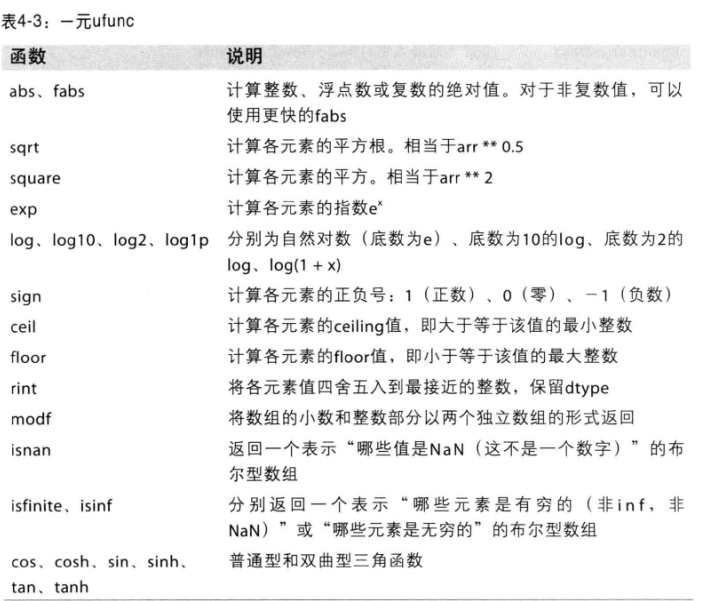 表4-3：一元ufunc
函数 说明
abs、fabs 计算整数、浮点数或复数的绝对值。对于非复数值，可以
使用更快的fabs
sqrt 计算各元素的平方根。相当于arr ** 0.5
square 计算各元素的平方。相当于arr ** 2
exp 计算各元素的指数eˣ
log、log10、log2、log1p 分别为自然对数（底数为e）、底数为10的log、底数为2的
log、log(1 + x)
sign 计算各元素的正负号：1（正数）、0（零）、－1（负数）
ceil 计算各元素的ceiling值，即大于等于该值的最小整数
floor 计算各元素的floor值，即小于等于该值的最大整数
rint 将各元素值四舍五入到最接近的整数，保留dtype
modf 将数组的小数和整数部分以两个独立数组的形式返回
isnan 返回一个表示“哪些值是NaN（这不是一个数字）”的布
尔型数组
isfinite、isinf 分别返回一个表示“哪些元素是有穷的（非inf，非
NaN）”或“哪些元素是无穷的”的布尔型数组
cos、cosh、sin、sinh、 普通型和双曲型三角函数
tan、tanh